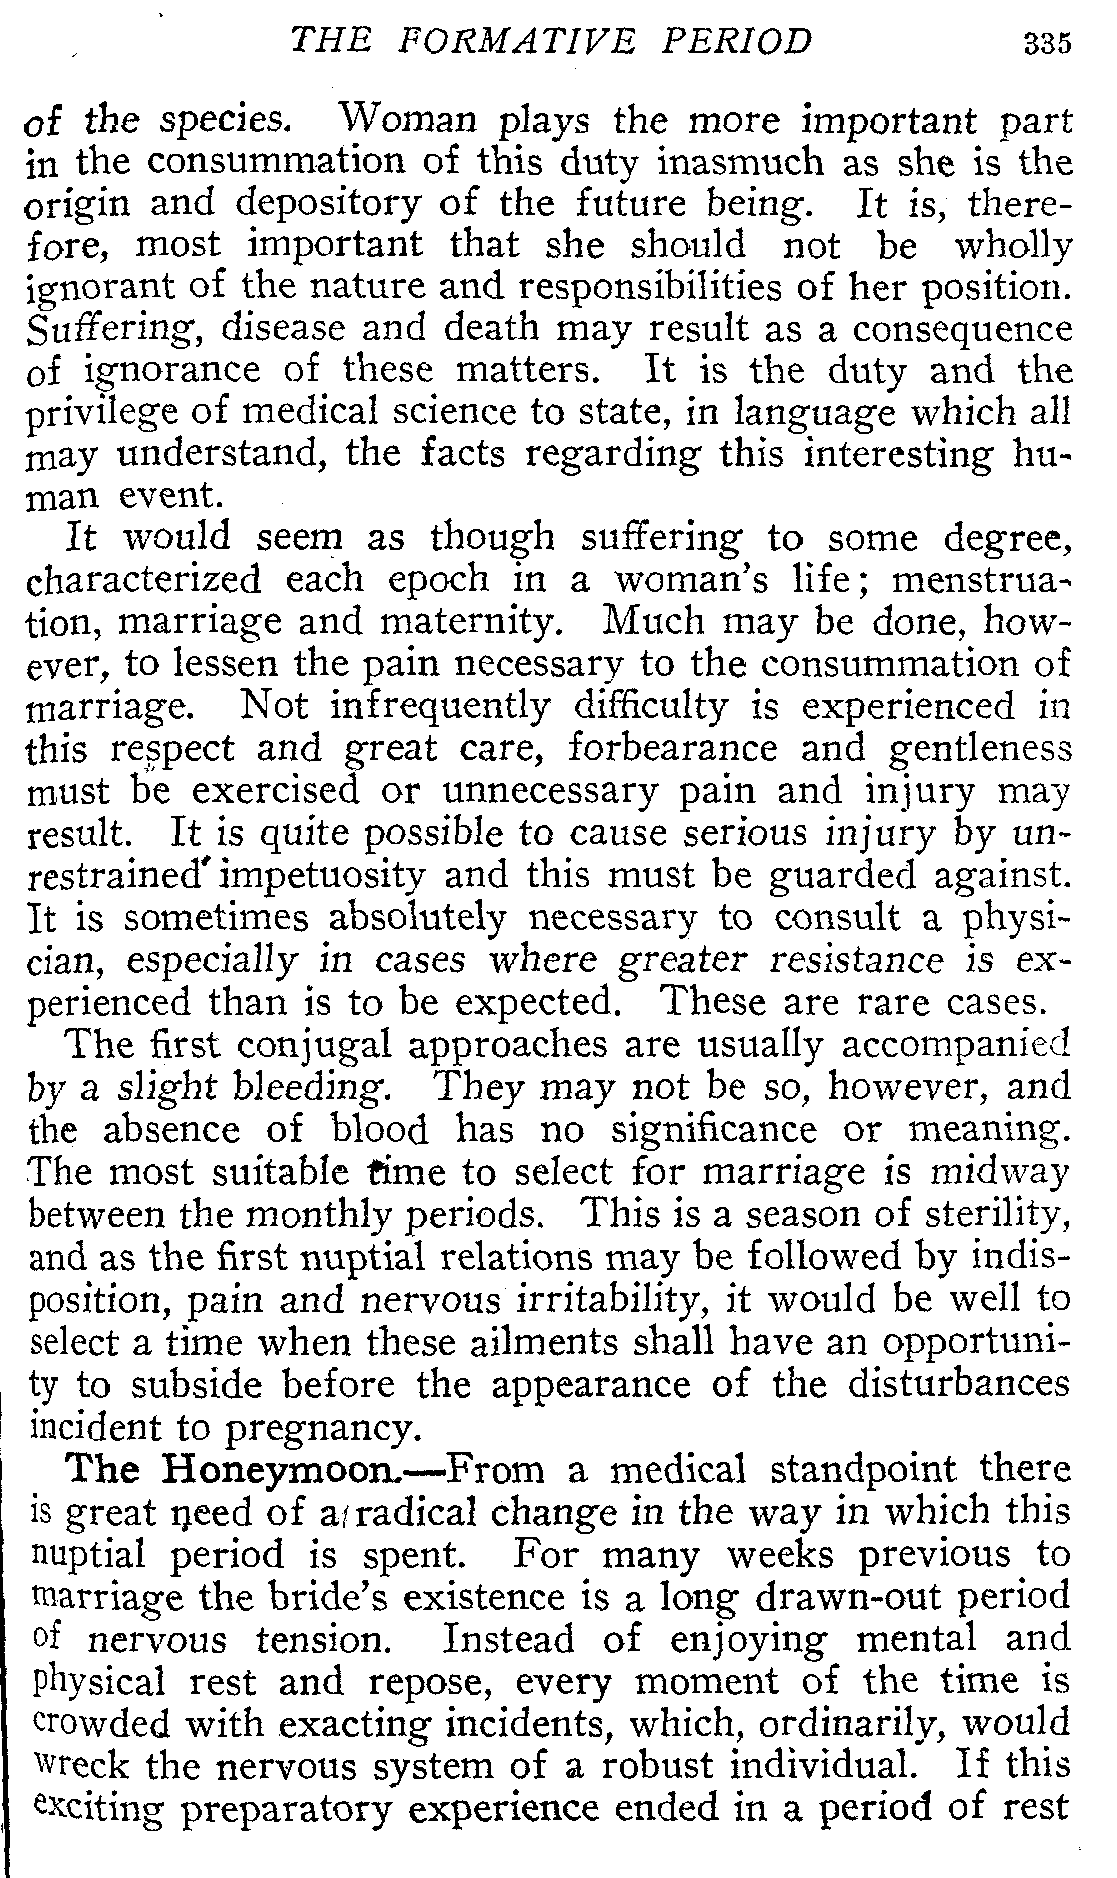 THE FORMATIVE PERIOD 335
of the species. Woman plays the more important part
in the consummation of this duty inasmuch as she is the
origin and depository of the future being. It is, there-
fore, most important that she should not be wholly
ignorant of the nature and responsibilities of her position.
Suffering, disease and death may result as a consequence
of ignorance of these matters. It is the duty and the
privilege of medical science to state, in language which all
may understand, the facts regarding this interesting hu-
man event.
It would seem as though suffering to some degree,
characterized each epoch in a woman's life; menstrua-
tion, marriage and maternity. Much may be done, how-
ever, to lessen the pain necessary to the consummation of
marriage. Not infrequently difficulty is experienced in
this respect and great care, forbearance and gentleness
must be exercised or unnecessary pain and injury may
result. It is quite possible to cause serious injury by un-
restrained impetuosity and this must be guarded against.
It is sometimes absolutely necessary to consult a physi-
cian, especially in cases where greater resistance is ex-
perienced than is to be expected. These are rare cases.
The first conjugal approaches are usually accompanied
by a slight bleeding. They may not be so, however, and
the absence of blood has no significance or meaning.
The most suitable time to select for marriage is midway
between the monthly periods. This is a season of sterility,
and as the first nuptial relations may be followed by indis-
position, pain and nervous irritability, it would be well to
select a time when these ailments shall have an opportuni-
ty to subside before the appearance of the disturbances
incident to pregnancy.
The Honeymoon.—From a medical standpoint there
is great need of a radical change in the way in which this
nuptial period is spent. For many weeks previous to
marriage the bride's existence is a long drawn-out period
of nervous tension. Instead of enjoying mental and
physical rest and repose, every moment of the time is
crowded with exacting incidents, which, ordinarily, would
wreck the nervous system of a robust individual. If this
exciting preparatory experience ended in a period of rest